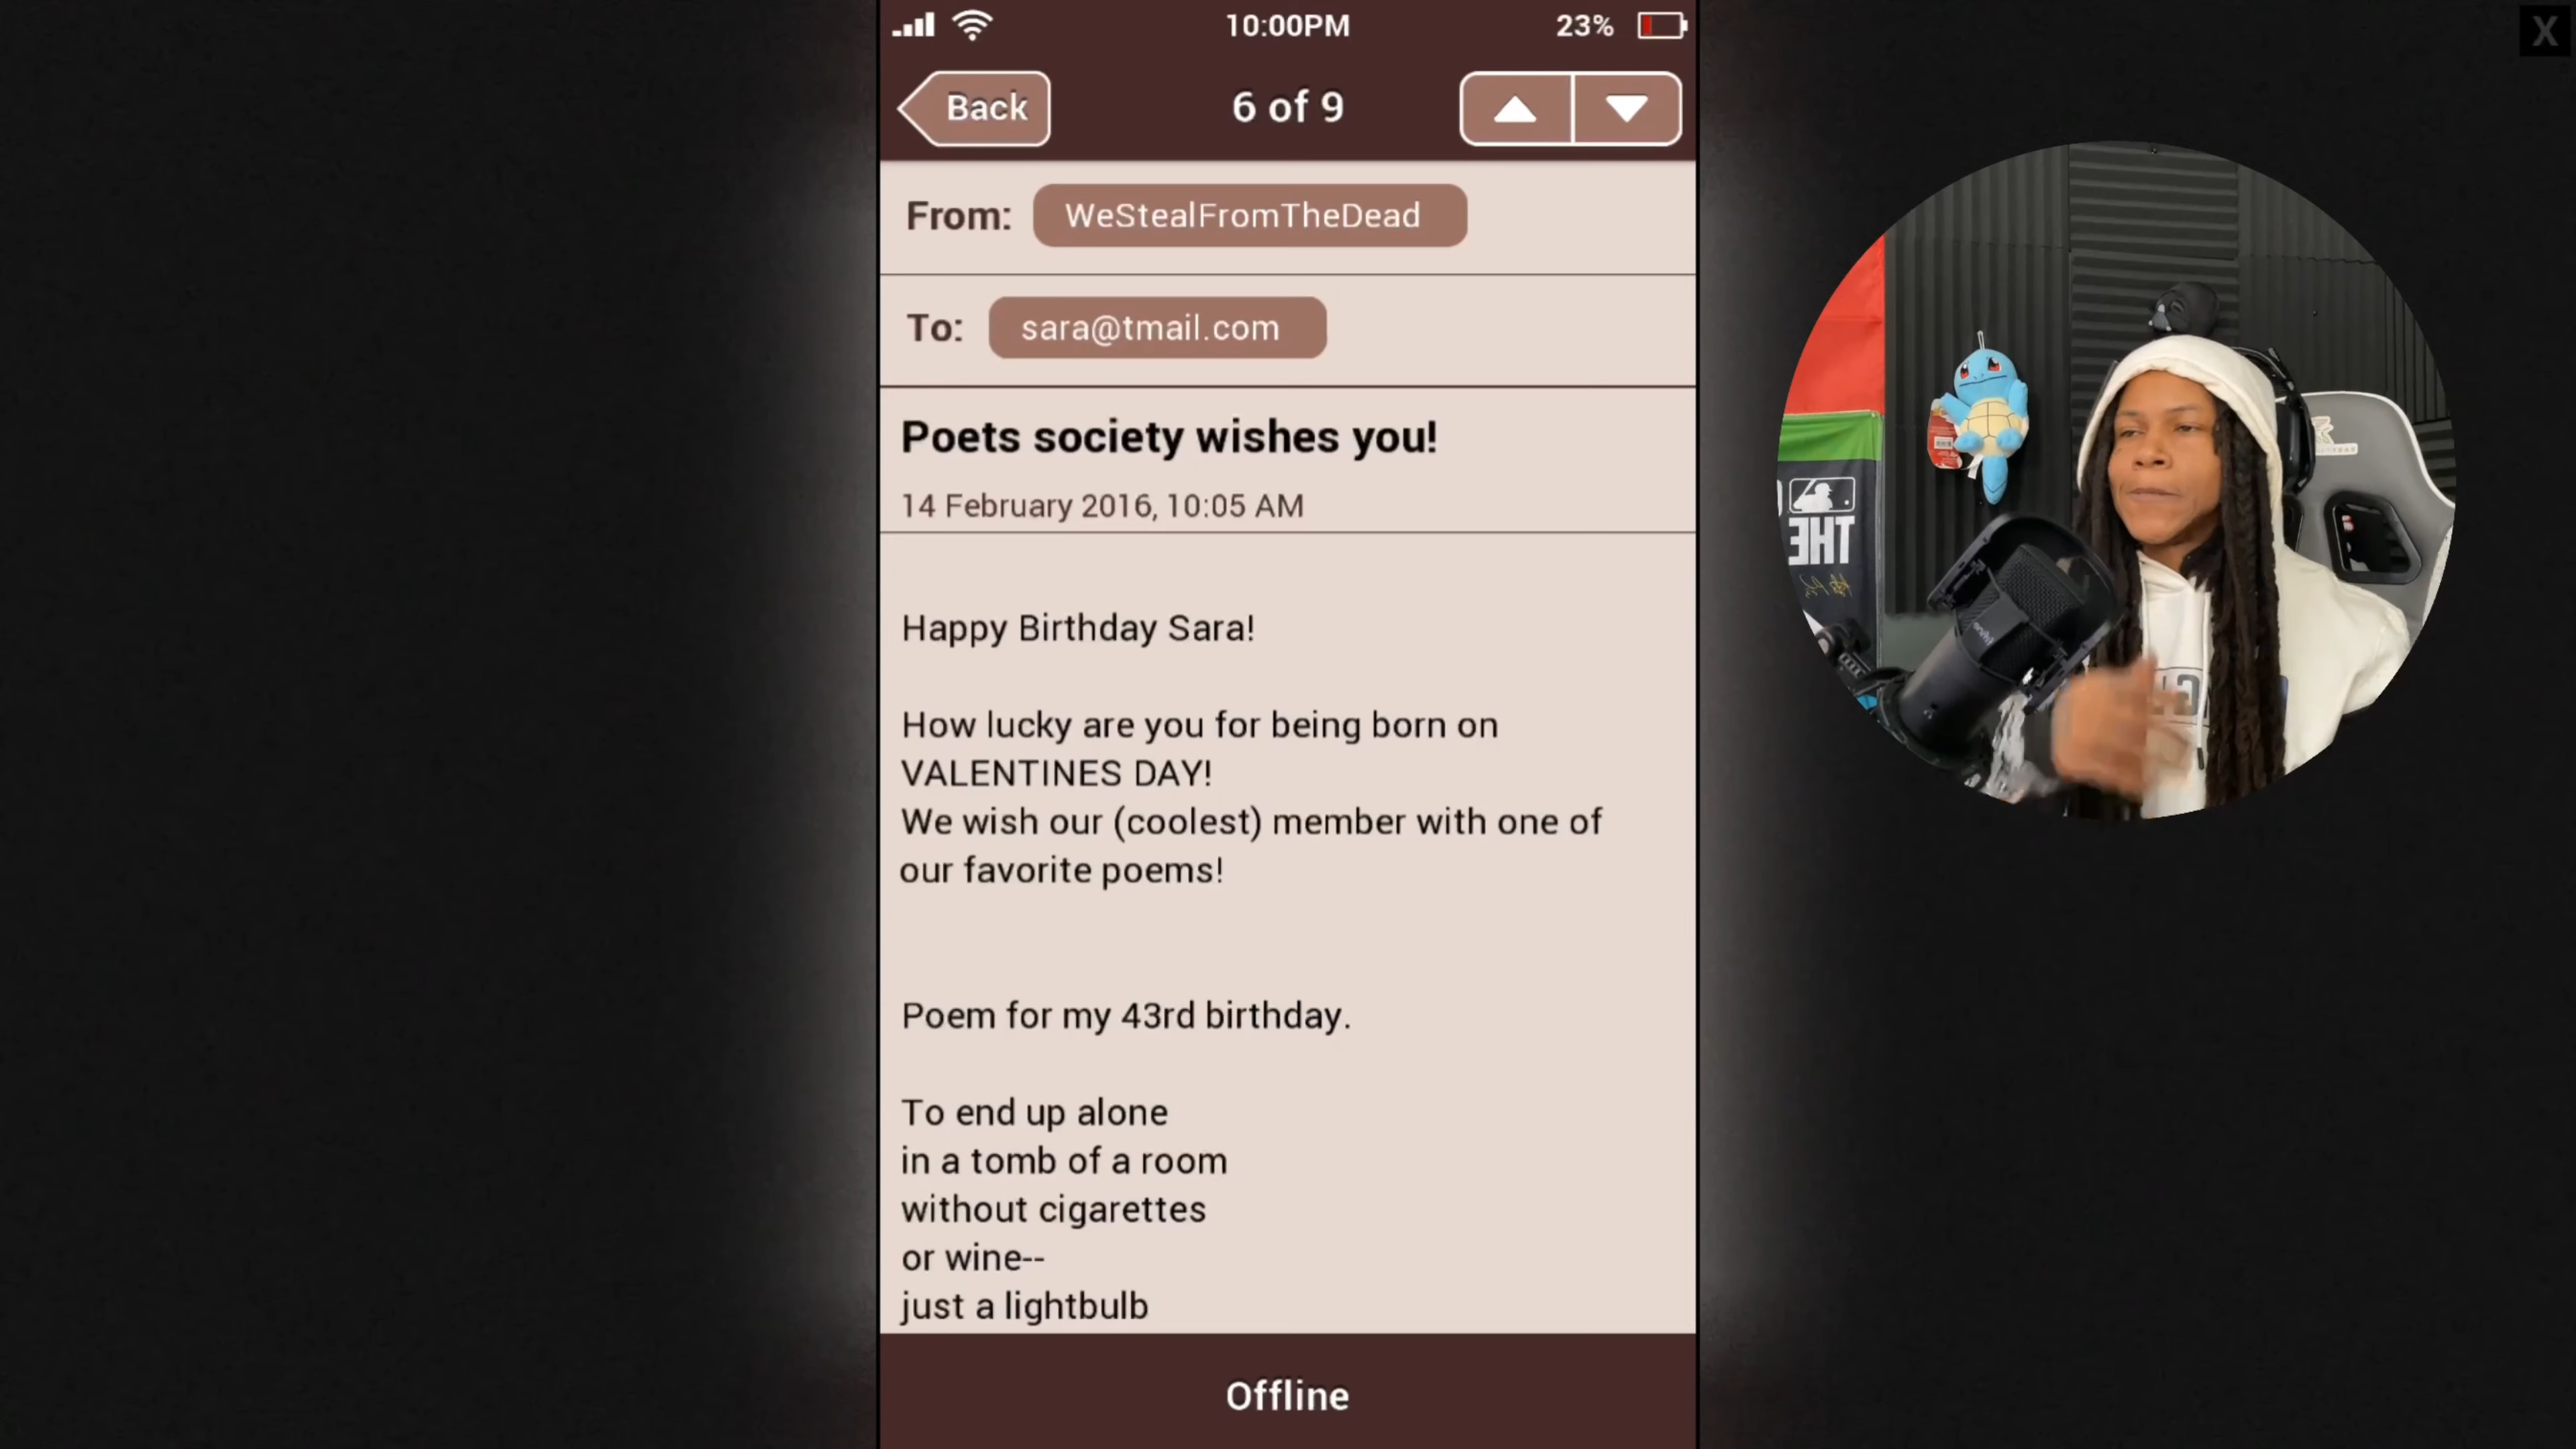 10:00PM
23%
X
Back
6 of 9
From: WeStealFromTheDead
To: sara@tmail.com
Poets society wishes you!
14 February 2016, 10:05 AM
Happy Birthday Sara!
How lucky are you for being born on
VALENTINES DAY!
We wish our (coolest) member with one of
our favorite poems!
Poem for my 43rd birthday.
To end up alone
in a tomb of a room
without cigarettes
or wine--
just a lightbulb
Offline
THE